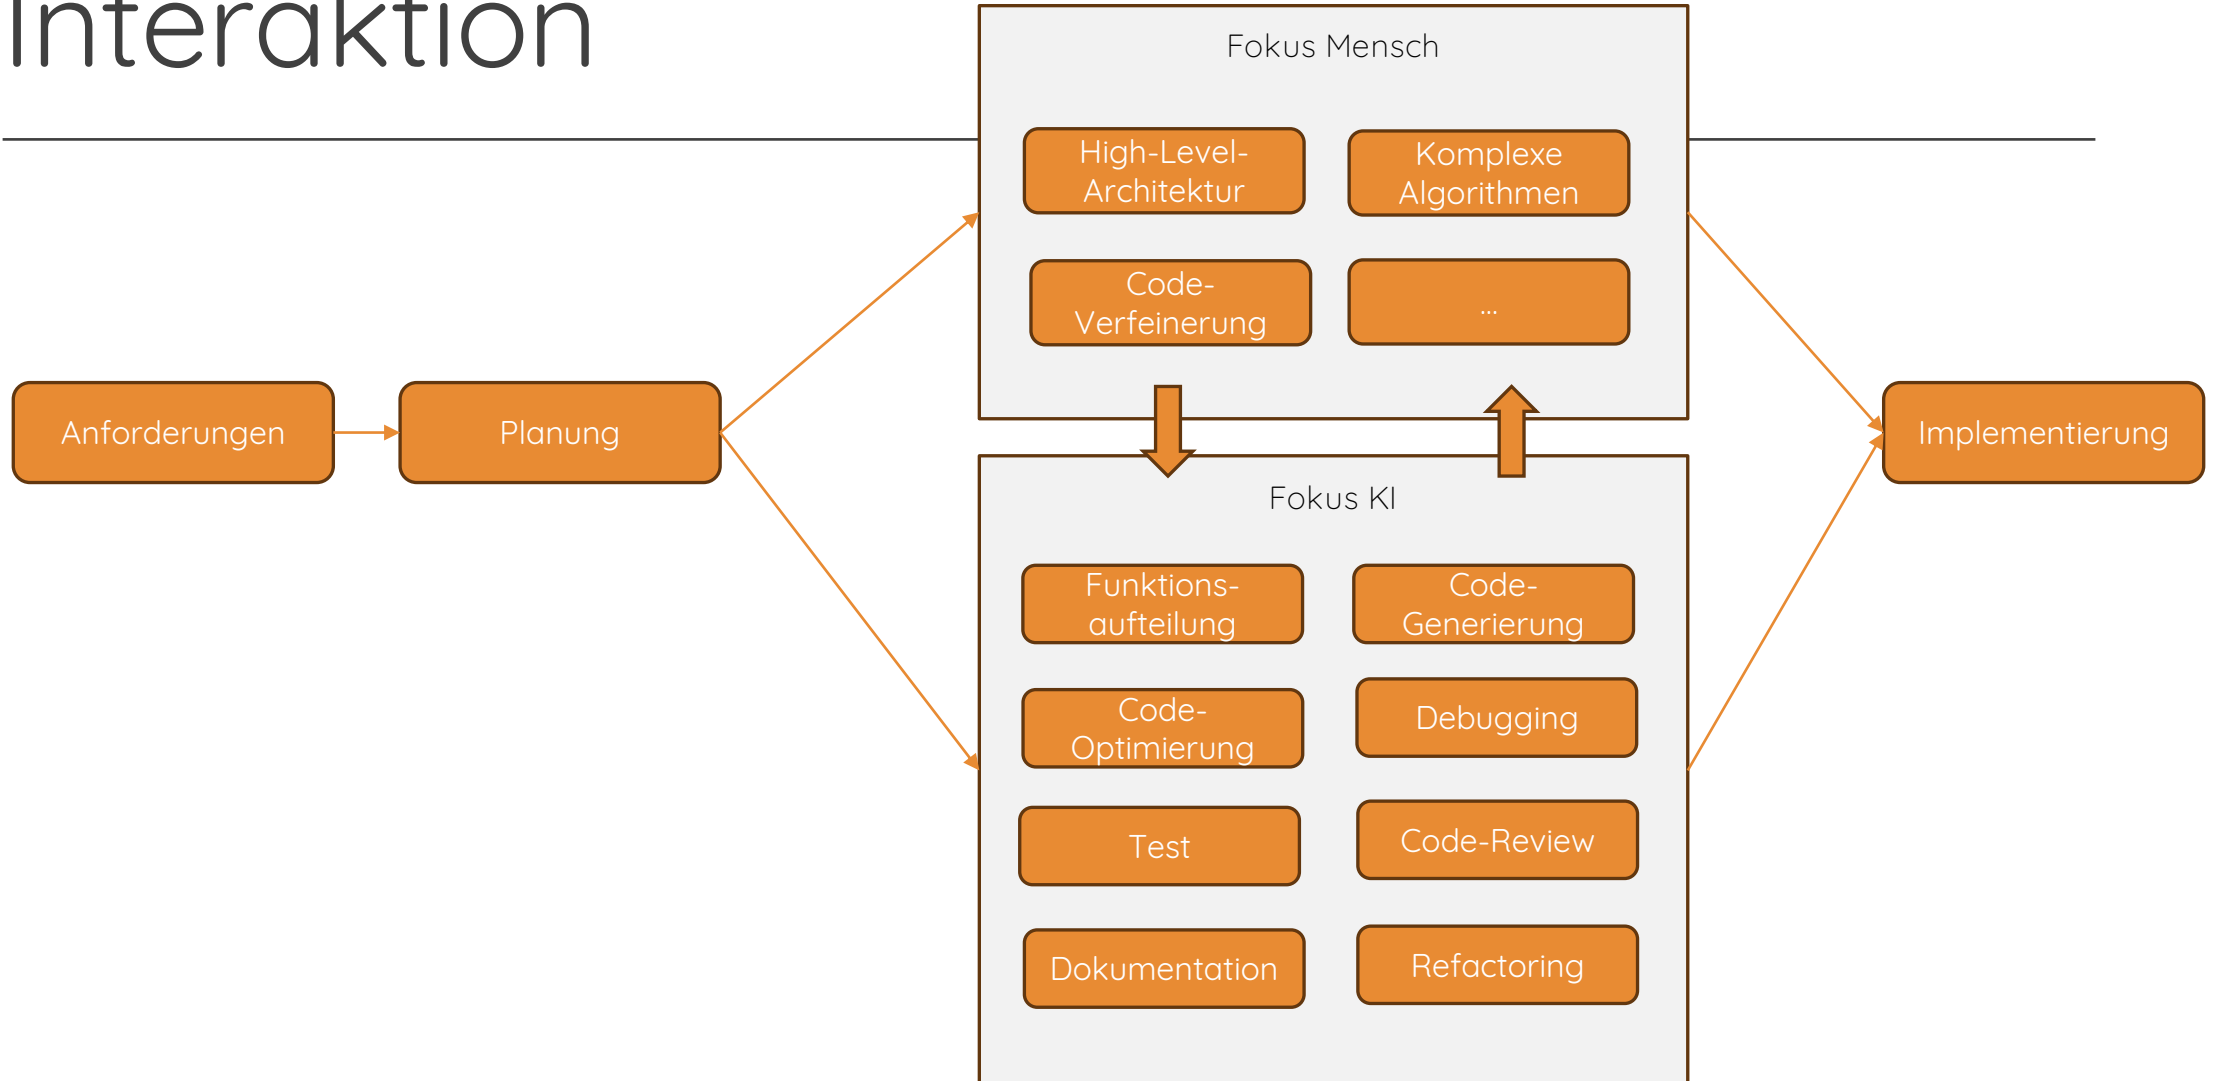 Interaktion
Fokus Mensch
High-Level-
Architektur
Komplexe
Algorithmen
Code-
Verfeinerung
...
Anforderungen
Planung
Implementierung
Fokus KI
Funktions-
aufteilung
Code-
Generierung
Code-
Optimierung
Debugging
Test
Code-Review
Dokumentation
Refactoring